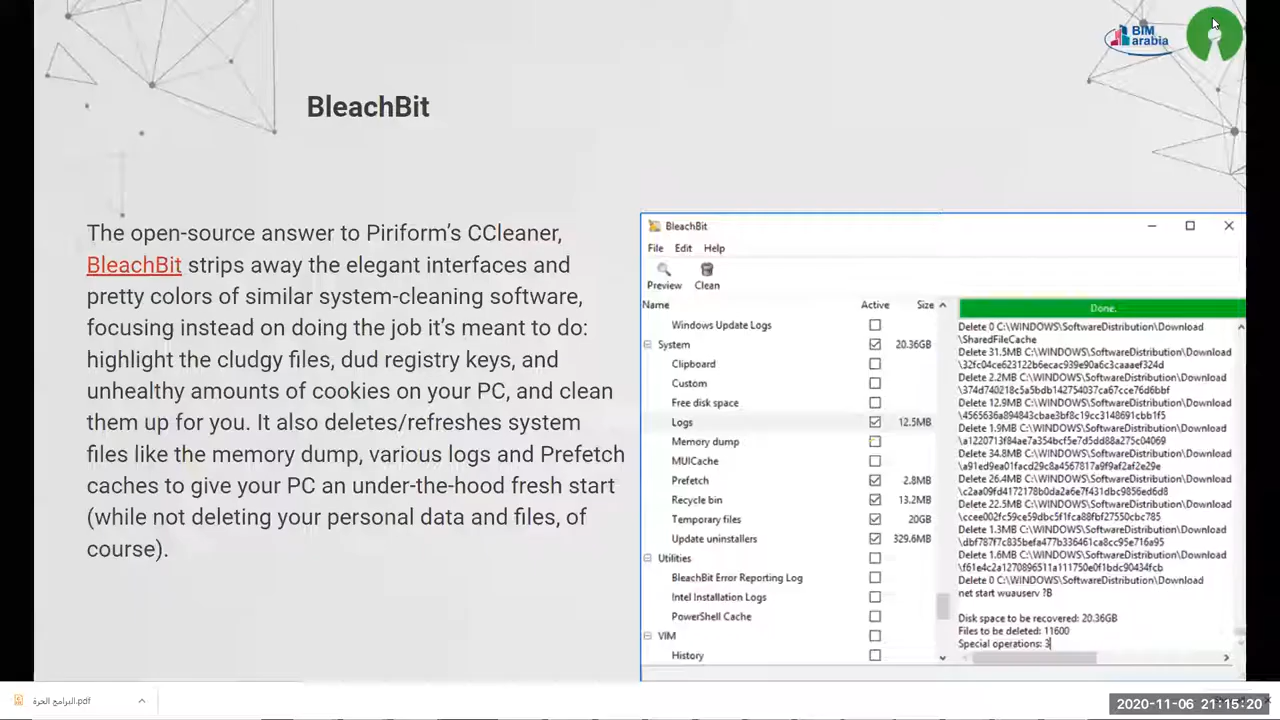 BIM
arabia
BleachBit
The open-source answer to Piriform’s CCleaner,
BleachBit strips away the elegant interfaces and
pretty colors of similar system-cleaning software,
focusing instead on doing the job it’s meant to do:
highlight the cludgy files, dud registry keys, and
unhealthy amounts of cookies on your PC, and clean
them up for you. It also deletes/refreshes system
files like the memory dump, various logs and Prefetch
caches to give your PC an under-the-hood fresh start
(while not deleting your personal data and files, of
course).
BleachBit
File Edit Help
Preview Clean
Name Active Size
Windows Update Logs
System 20.36GB
Clipboard
Custom
Free disk space
Logs 12.5MB
Memory dump
MUICache
Prefetch 2.8MB
Recycle bin 13.2MB
Temporary files 20GB
Update uninstallers 329.6MB
Utilities
BleachBit Error Reporting Log
Intel Installation Logs
PowerShell Cache
VIM
History
Done.
Delete 0 C:\WINDOWS\SoftwareDistribution\Download
\SharedFileCache
Delete 31.5MB C:\WINDOWS\SoftwareDistribution\Download
Delete 2.2MB C:\WINDOWS\SoftwareDistribution\Download
Delete 12.9MB C:\WINDOWS\SoftwareDistribution\Download
Delete 1.9MB C:\WINDOWS\SoftwareDistribution\Download
Delete 34.8MB C:\WINDOWS\SoftwareDistribution\Download
Delete 26.4MB C:\WINDOWS\SoftwareDistribution\Download
Delete 22.5MB C:\WINDOWS\SoftwareDistribution\Download
Delete 1.3MB C:\WINDOWS\SoftwareDistribution\Download
Delete 1.6MB C:\WINDOWS\SoftwareDistribution\Download
Delete 0 C:\WINDOWS\SoftwareDistribution\Download
net start wuauserv ?B
Disk space to be recovered: 20.36GB
Files to be deleted: 11600
Special operations: 3
البرامج الحرة.pdf
2020-11-06 21:15:20